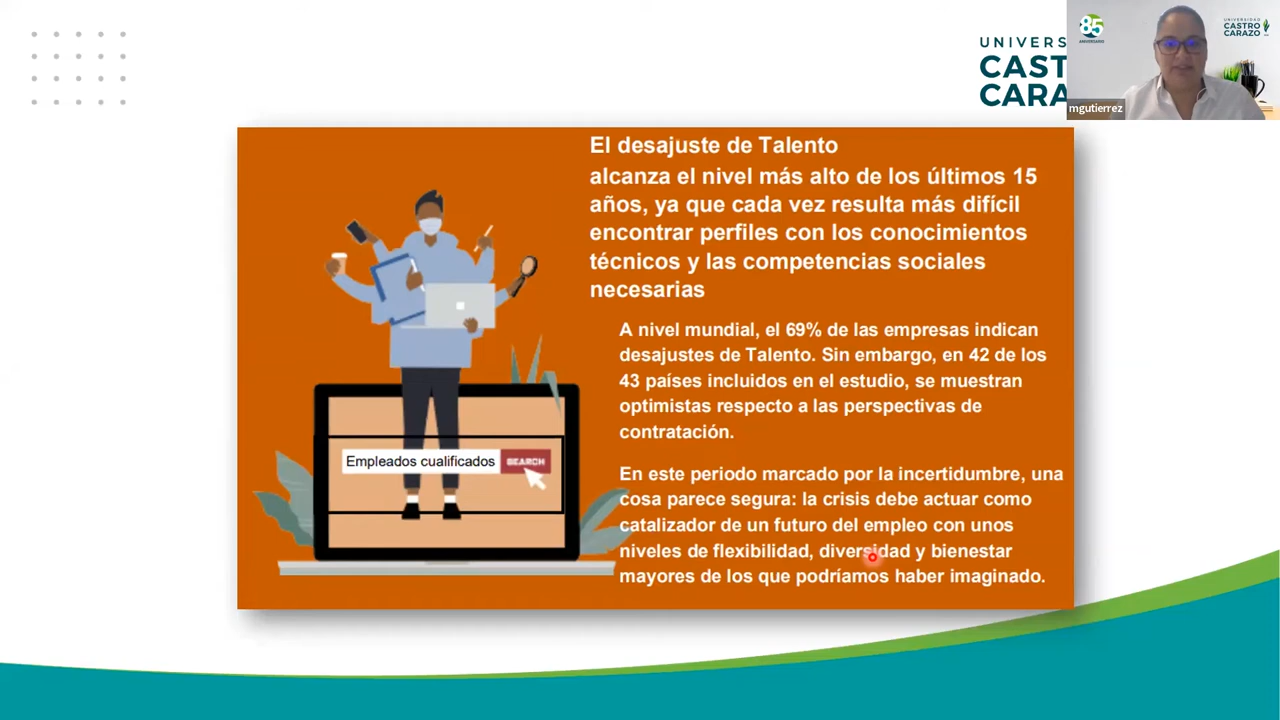 UNIVERS
CAST
CARA
85
ANIVERSARIO
UNIVERSIDAD
CASTRO
CARAZO
mgutierrez
El desajuste de Talento
alcanza el nivel más alto de los últimos 15
años, ya que cada vez resulta más difícil
encontrar perfiles con los conocimientos
técnicos y las competencias sociales
necesarias
A nivel mundial, el 69% de las empresas indican
desajustes de Talento. Sin embargo, en 42 de los
43 países incluidos en el estudio, se muestran
optimistas respecto a las perspectivas de
contratación.
En este periodo marcado por la incertidumbre, una
cosa parece segura: la crisis debe actuar como
catalizador de un futuro del empleo con unos
niveles de flexibilidad, diversidad y bienestar
mayores de los que podríamos haber imaginado.
Empleados cualificados SEARCH